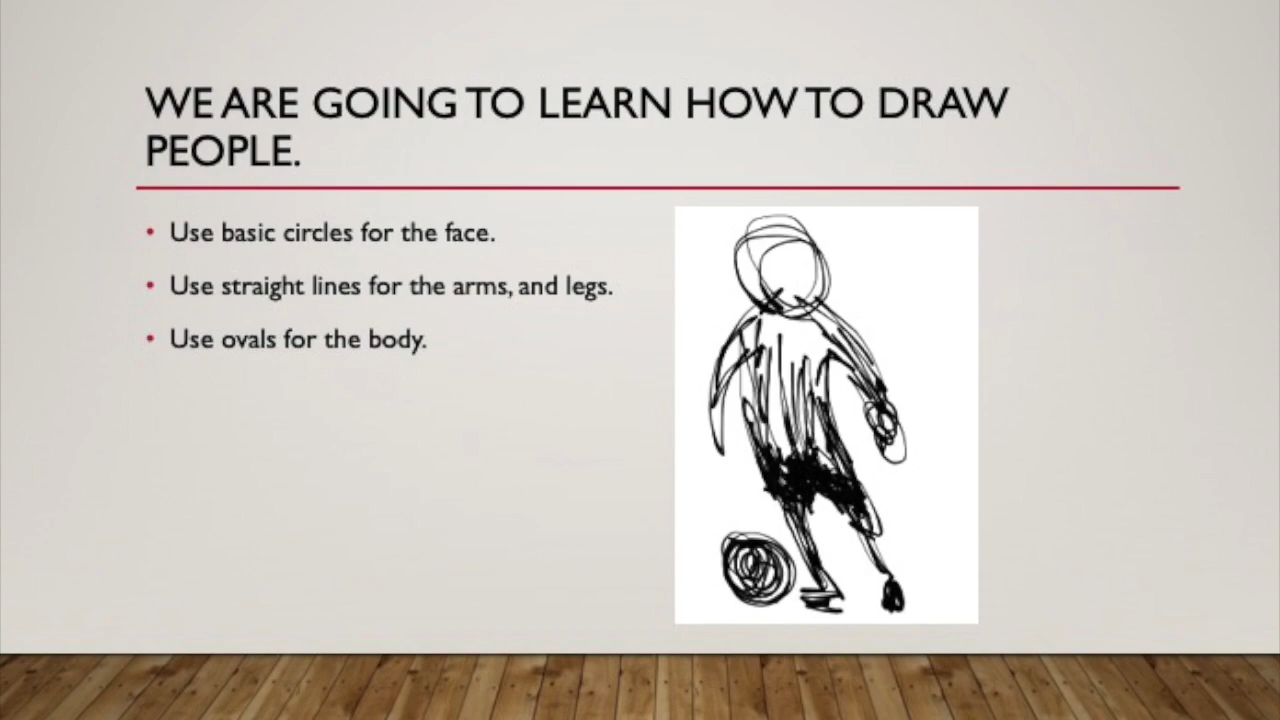 WE ARE GOING TO LEARN HOW TO DRAW
PEOPLE.
• Use basic circles for the face.
• Use straight lines for the arms, and legs.
• Use ovals for the body.